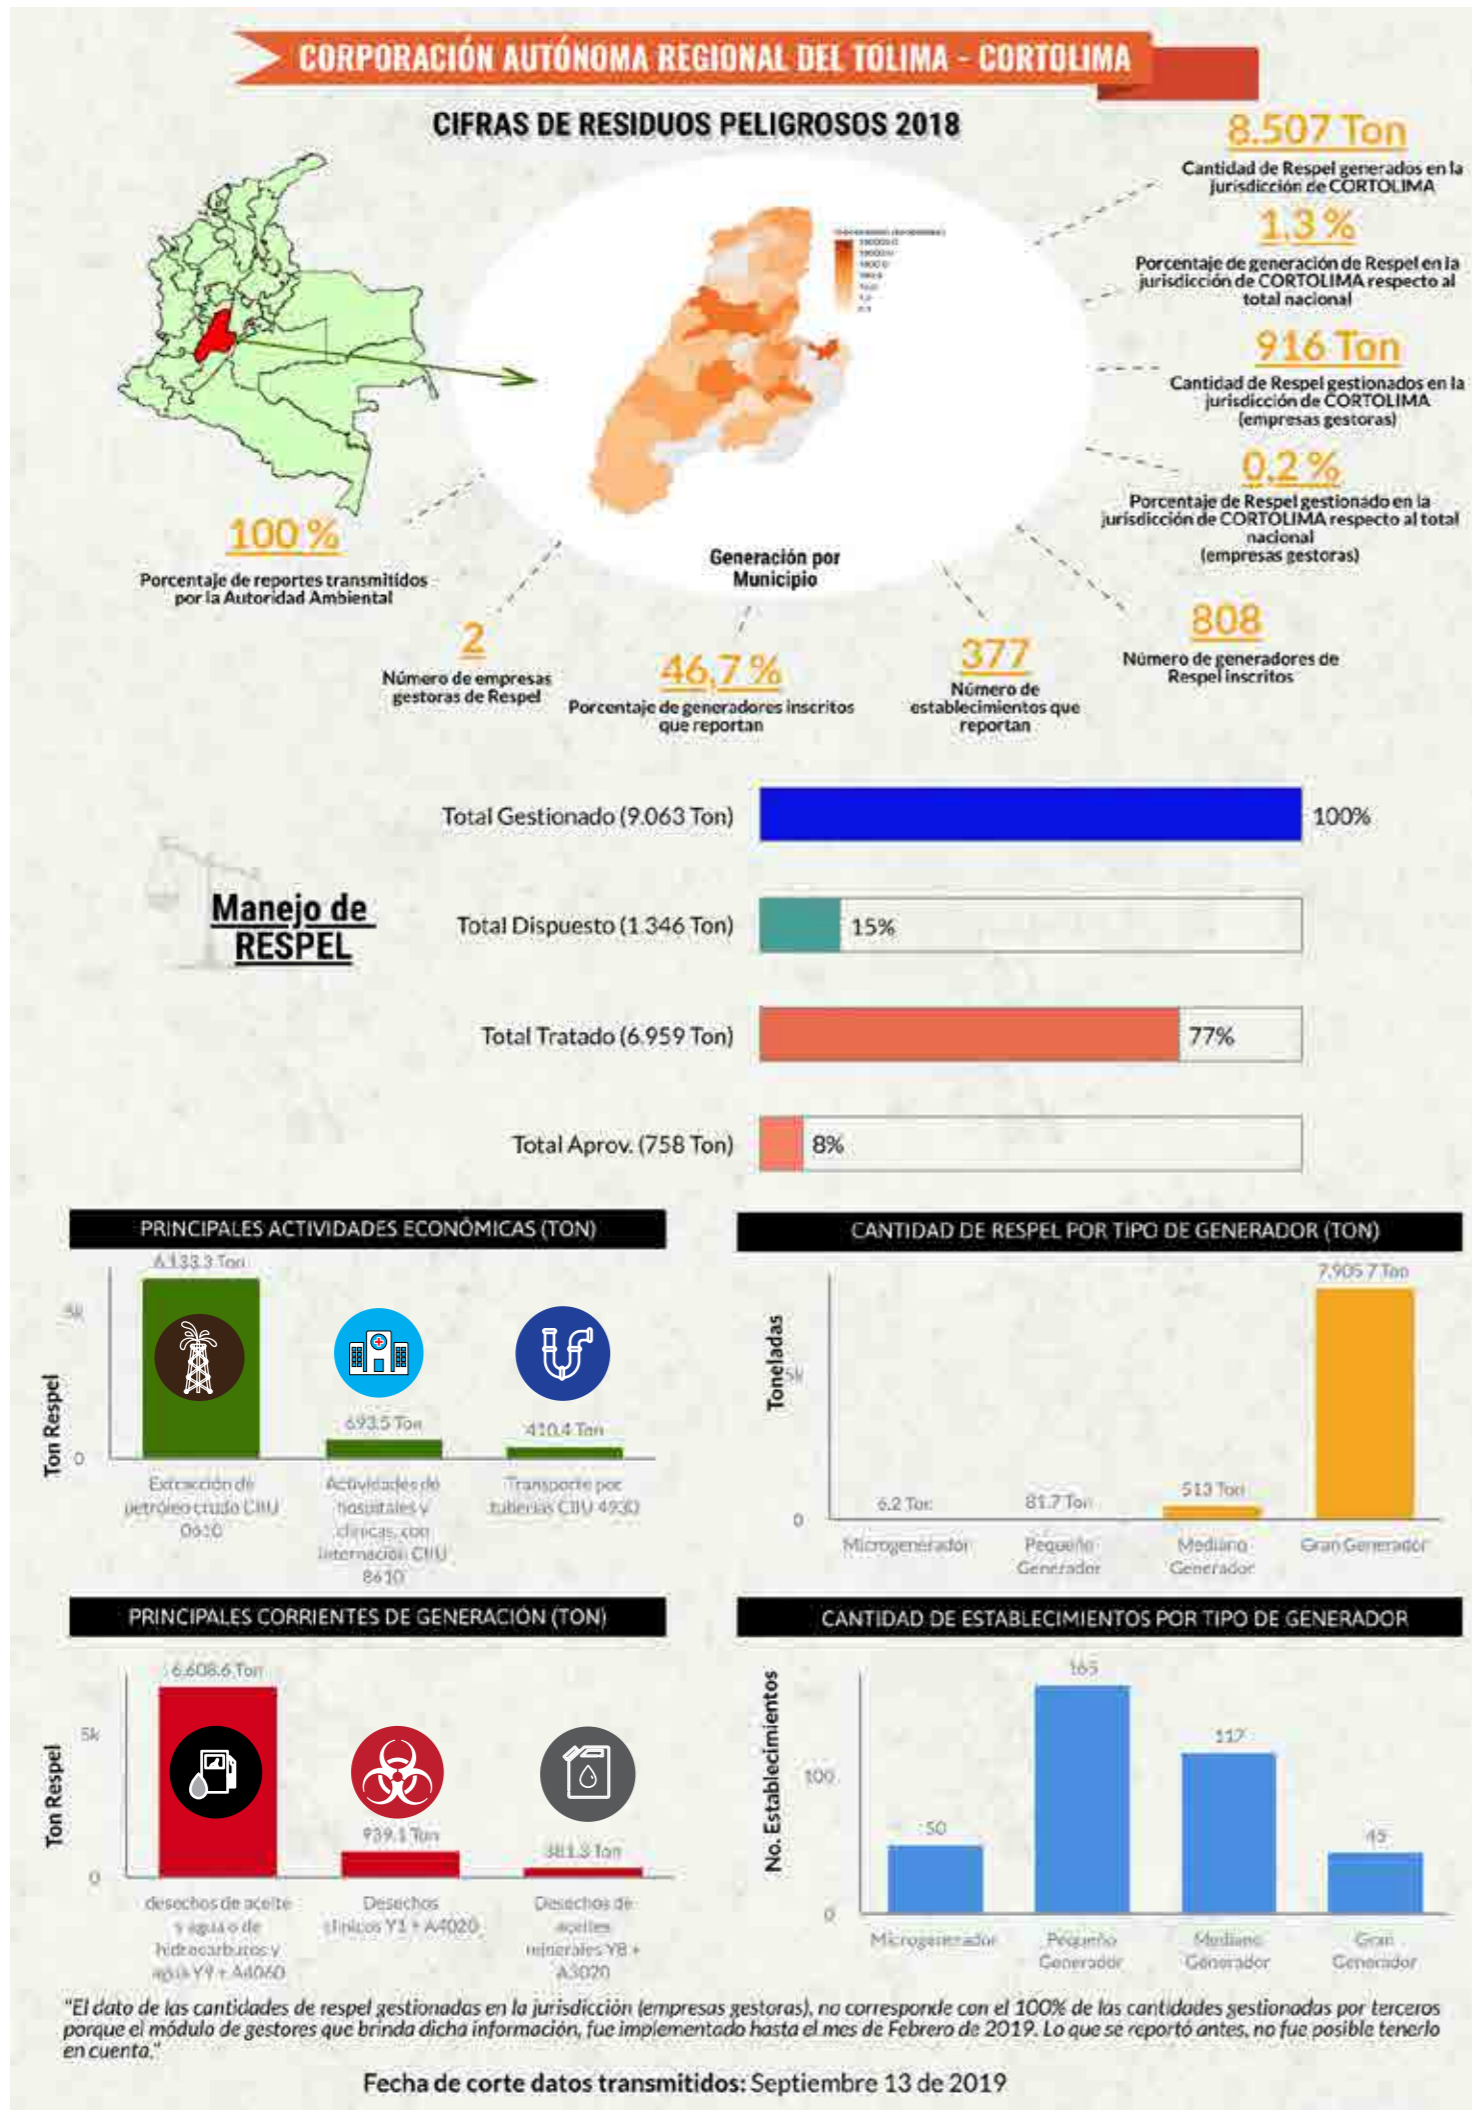 CORPORACIÓN AUTÓNOMA REGIONAL DEL TOLIMA - CORTOLIMA
CIFRAS DE RESIDUOS PELIGROSOS 2018
8.507 Ton
Cantidad de Respel generados en la
jurisdicción de CORTOLIMA
1.3 %
Porcentaje de generación de Respel en la
jurisdicción de CORTOLIMA respecto al
total nacional
916 Ton
Cantidad de Respel gestionados en la
jurisdicción de CORTOLIMA
(empresas gestoras)
0.2 %
Porcentaje de Respel gestionado en la
jurisdicción de CORTOLIMA respecto al total
nacional
(empresas gestoras)
Generación por
Municipio
100 %
Porcentaje de reportes transmitidos
por la Autoridad Ambiental
2
Número de empresas
gestoras de Respel
46,7 %
Porcentaje de generadores inscritos
que reportan
377
Número de
establecimientos que
reportan
808
Número de generadores de
Respel inscritos
Manejo de
RESPEL
Total Gestionado (9.063 Ton)
100%
Total Dispuesto (1.346 Ton)
15%
Total Tratado (6.959 Ton)
77%
Total Aprov. (758 Ton)
8%
PRINCIPALES ACTIVIDADES ECONÓMICAS (TON)
Ton Respel
5k
0
6.133.3 Ton
693.5 Ton
410.4 Ton
Extracción de
petróleo crudo CIIU
0610
Actividades de
hospitales y
clínicas, con
internación CIIU
8610
Transporte por
tuberías CIIU 4930
CANTIDAD DE RESPEL POR TIPO DE GENERADOR (TON)
Toneladas
5k
0
6.2 Ton
81.7 Ton
513 Ton
7.905.7 Ton
Microgenerador
Pequeño
Generador
Mediano
Generador
Gran Generador
PRINCIPALES CORRIENTES DE GENERACIÓN (TON)
Ton Respel
5k
0
6.608.6 Ton
939.1 Ton
381.3 Ton
desechos de aceite
y agua o de
hidrocarburos y
agua Y9 + A4060
Desechos
clínicos Y1 + A4020
Desechos de
aceites
minerales Y8 +
A3020
CANTIDAD DE ESTABLECIMIENTOS POR TIPO DE GENERADOR
No. Establecimientos
100
0
50
165
117
45
Microgenerador
Pequeño
Generador
Mediano
Generador
Gran
Generador
"El dato de las cantidades de respel gestionadas en la jurisdicción (empresas gestoras), no corresponde con el 100% de las cantidades gestionadas por terceros
porque el módulo de gestores que brinda dicha información, fue implementado hasta el mes de Febrero de 2019. Lo que se reportó antes, no fue posible tenerlo
en cuenta."
Fecha de corte datos transmitidos: Septiembre 13 de 2019